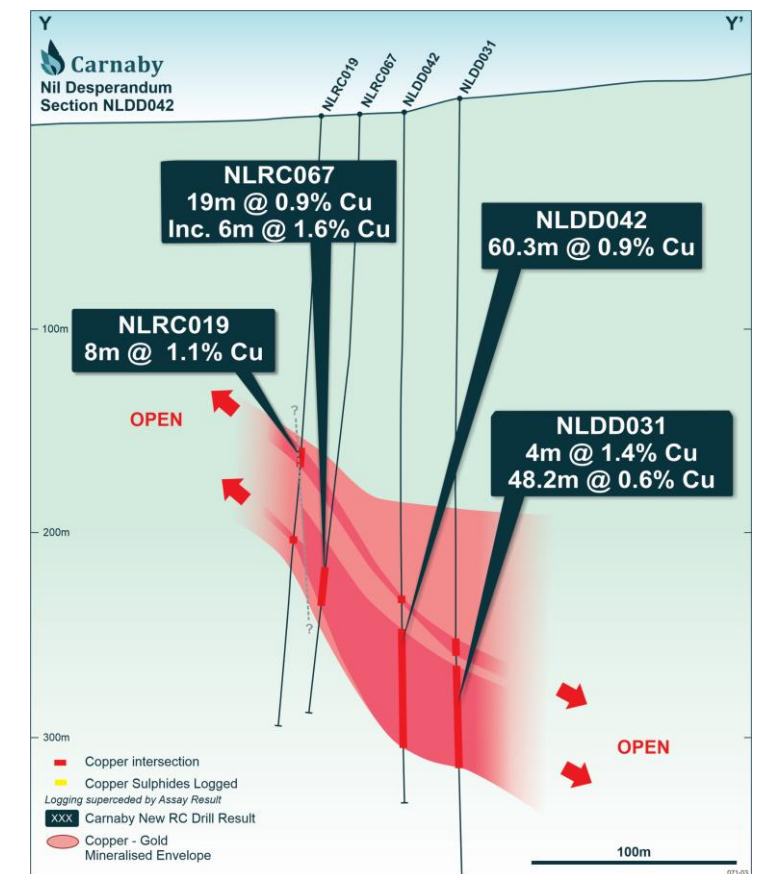 Y
Y'
Carnaby
Nil Desperandum
Section NLDD042
NLRC019
NLRC067
NLDD042
NLDD031
NLRC067
19m @ 0.9% Cu
Inc. 6m @ 1.6% Cu
NLDD042
60.3m @ 0.9% Cu
100m
NLRC019
8m @ 1.1% Cu
?
OPEN
NLDD031
4m @ 1.4% Cu
48.2m @ 0.6% Cu
200m
?
300m
OPEN
Copper intersection
Copper Sulphides Logged
Logging superceded by Assay Result
XXX Carnaby New RC Drill Result
Copper - Gold
Mineralised Envelope
100m